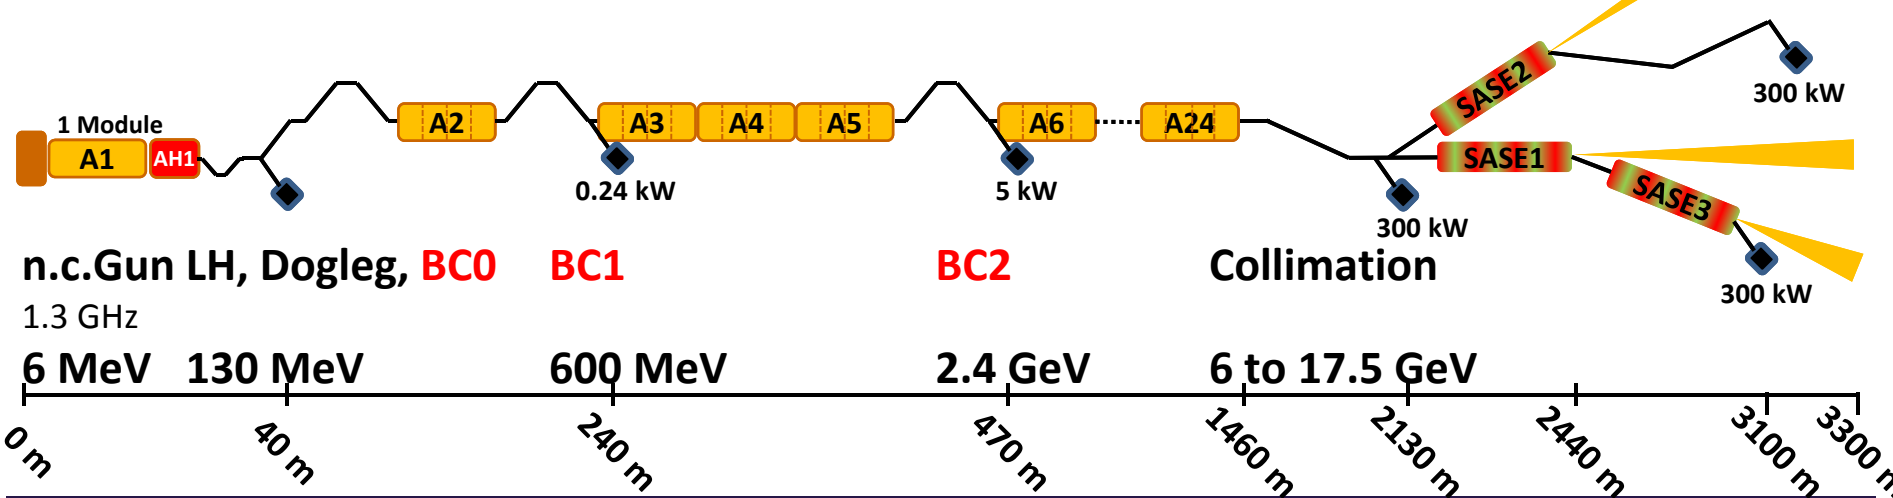 SASE2
300 kW
1 Module
A1
AH1
A2
A3
A4
A5
A6
A24
SASE1
SASE3
0.24 kW
5 kW
300 kW
300 kW
n.c.Gun LH, Dogleg, BC0 BC1 BC2 Collimation
1.3 GHz
6 MeV 130 MeV 600 MeV 2.4 GeV 6 to 17.5 GeV
0 m
40 m
240 m
470 m
1460 m
2130 m
2440 m
3100 m
3300 m